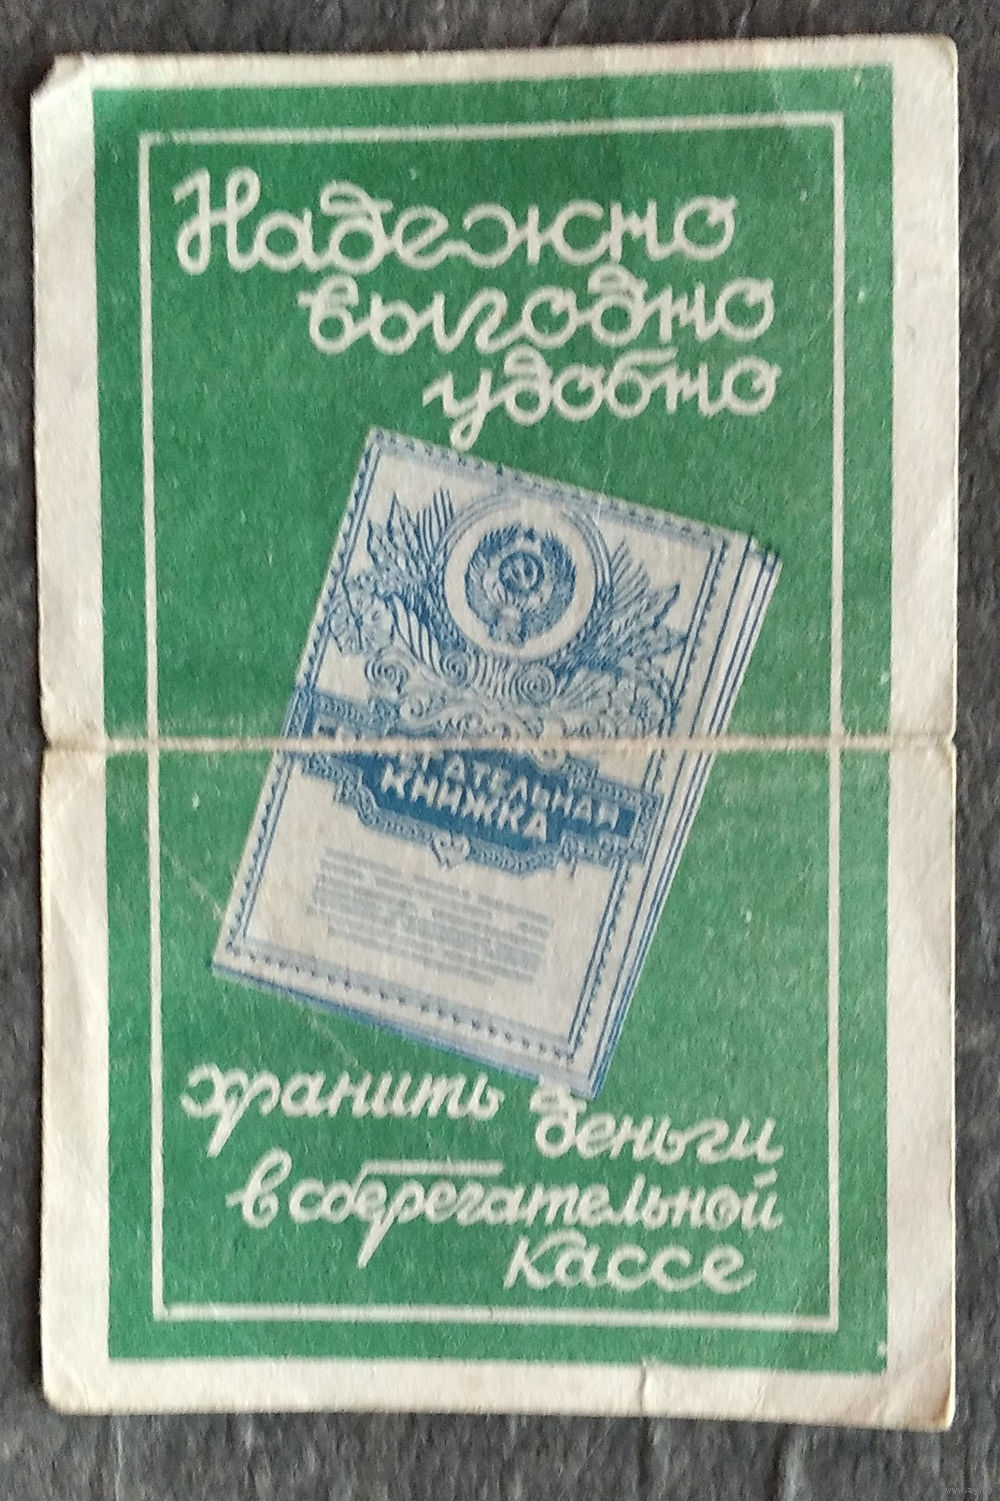 Надежно
выгодно
удобно
КНИЖКА
хранить деньги
в сберегательной
кассе